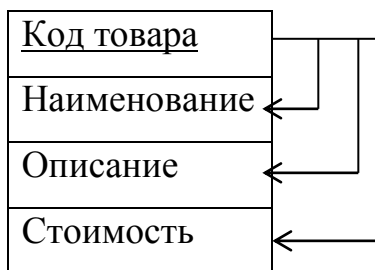 Код товара
Наименование
Описание
Стоимость